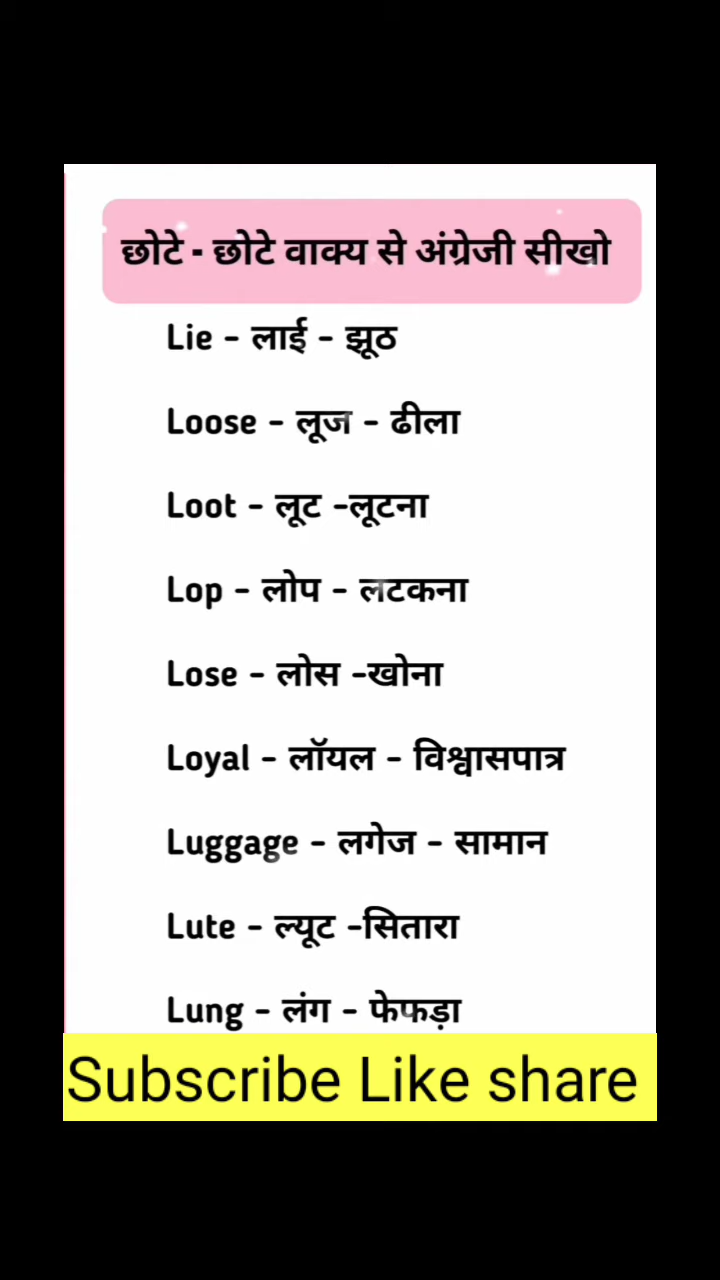 छोटे - छोटे वाक्य से अंग्रेजी सीखो
Lie - लाई - झूठ
Loose - लूज - ढीला
Loot - लूट -लूटना
Lop - लोप - लटकना
Lose - लोस -खोना
Loyal - लॉयल - विश्वासपात्र
Luggage - लगेज - सामान
Lute - ल्यूट -सितारा
Lung - लंग - फेफड़ा
Subscribe Like share